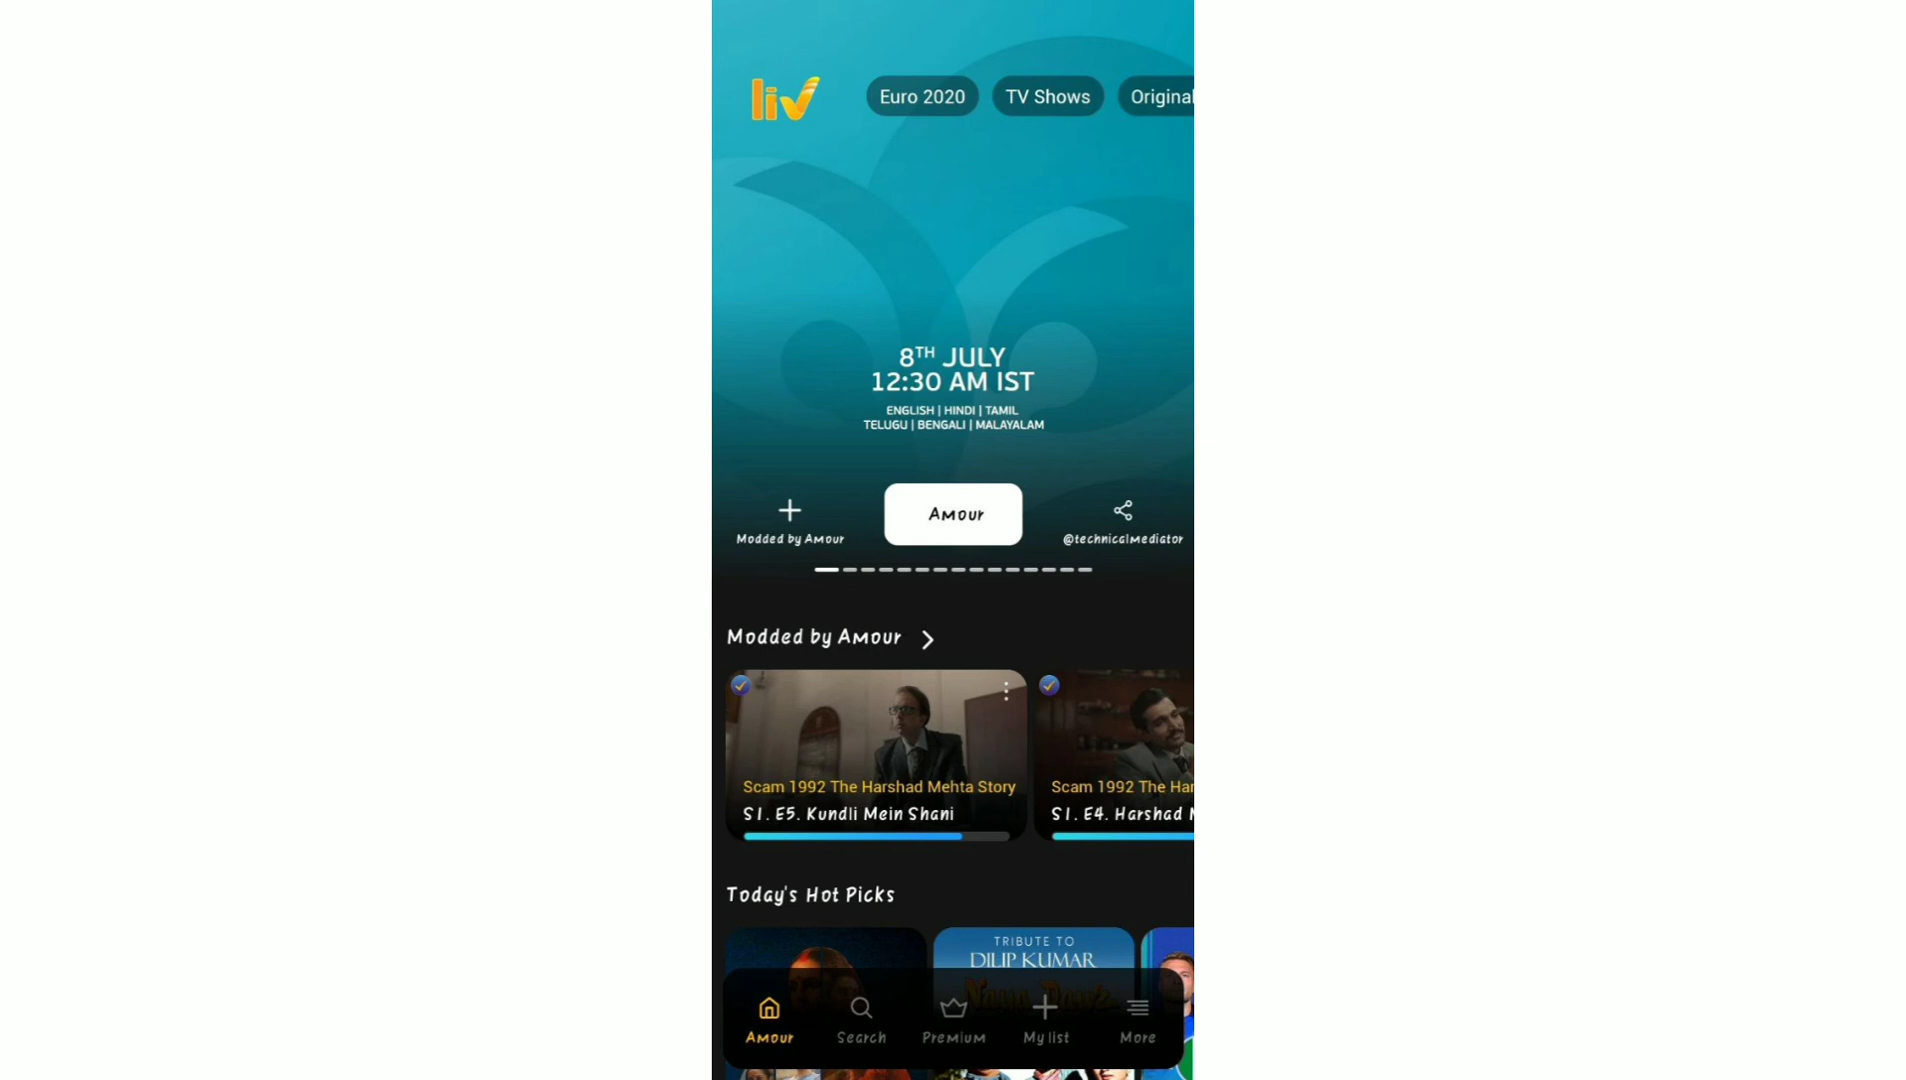 liv
Euro 2020
TV Shows
Original
8TH JULY
12:30 AM IST
ENGLISH | HINDI | TAMIL
TELUGU | BENGALI | MALAYALAM
Modded by Amour
Amour
@technicalmediator
Modded by Amour
Scam 1992 The Harshad Mehta Story
S1. E5. Kundli Mein Shani
Scam 1992 The Har
S1. E4. Harshad
Today's Hot Picks
TRIBUTE TO
DILIP KUMAR
Amour
Search
Premium
My list
More